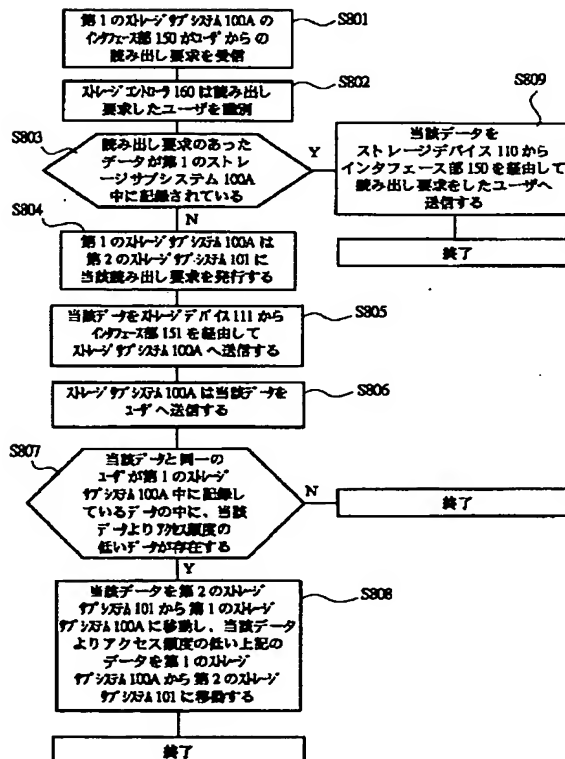 第1のストレージサブシステム100Aの
インタフェース部150がユーザからの
読み出し要求を受信
S801
ストレージコントローラ160は読み出し
要求したユーザを識別
S802
S803
読み出し要求のあった
データが第1のストレ
ージサブシステム100A
中に記録されている
Y
N
S809
当該データを
ストレージデバイス110から
インタフェース部150を経由して
読み出し要求をしたユーザへ
送信する
終了
S804
第1のストレージサブシステム100Aは
第2のストレージサブシステム101に
当該読み出し要求を発行する
当該データをストレージデバイス111から
インタフェース部151を経由して
ストレージサブシステム100Aへ送信する
S805
ストレージサブシステム100Aは当該データを
ユーザへ送信する
S806
S807
当該データと同一の
ユーザが第1のストレージ
サブシステム100A中に記録し
ているデータの中に、当該
データよりアクセス頻度の
低いデータが存在する
N
終了
Y
当該データを第2のストレージ
サブシステム101から第1のストレージ
サブシステム100Aに移動し、当該データ
よりアクセス頻度の低い上記の
データを第1のストレージ
サブシステム100Aから第2のストレージ
サブシステム101に移動する
S808
終了